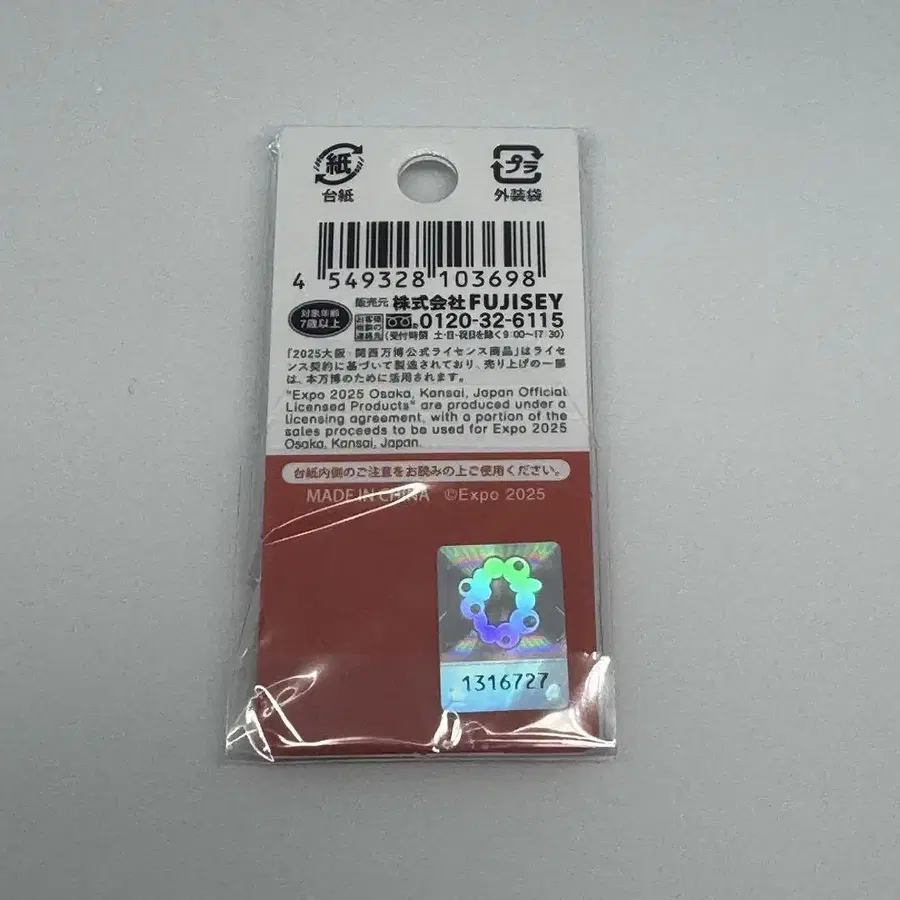 紙
台紙
プラ
外装袋
4 549328 103698
対象年齢
7歳以上
販売元 株式会社FUJISEY
お客様
相談の
連絡先
0120-32-6115
(受付時間 土・日・祝日を除く9:00〜17:30)
「2025大阪・関西万博公式ライセンス商品」はライセ
ンス契約に基づいて製造されており、売り上げの一部
は、本万博のために活用されます。
"Expo 2025 Osaka, Kansai, Japan Official
Licensed Products" are produced under a
licensing agreement, with a portion of the
sales proceeds to be used for Expo 2025
Osaka, Kansai, Japan.
台紙内側のご注意をお読みの上ご使用ください。
MADE IN CHINA ©Expo 2025
1316727